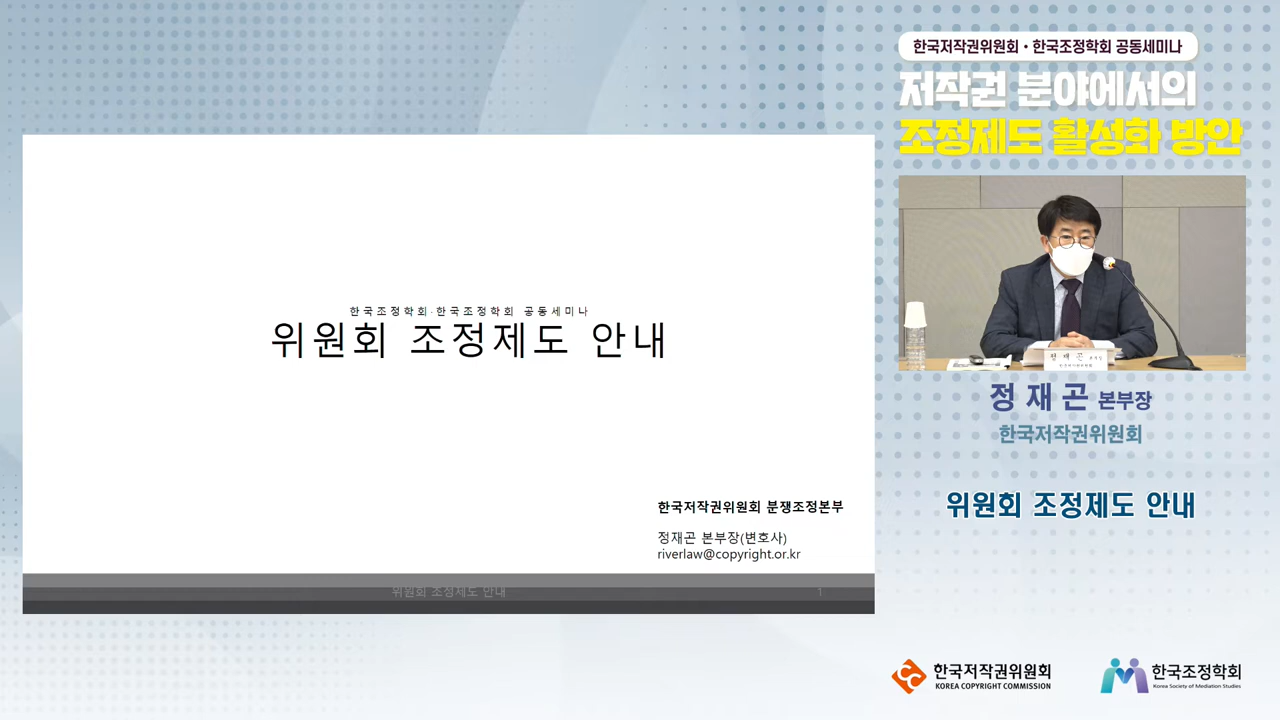 한국저작권위원회 • 한국조정학회 공동세미나
저작권 분야에서의
조정제도 활성화 방안
한국조정학회·한국조정학회 공동세미나
위원회 조정제도 안내
한국저작권위원회 분쟁조정본부
정재곤 본부장(변호사)
riverlaw@copyright.or.kr
위원회 조정제도 안내
1
정재곤
정재곤 본부장
한국저작권위원회
위원회 조정제도 안내
한국저작권위원회
KOREA COPYRIGHT COMMISSION
한국조정학회
Korea Society of Mediation Studies